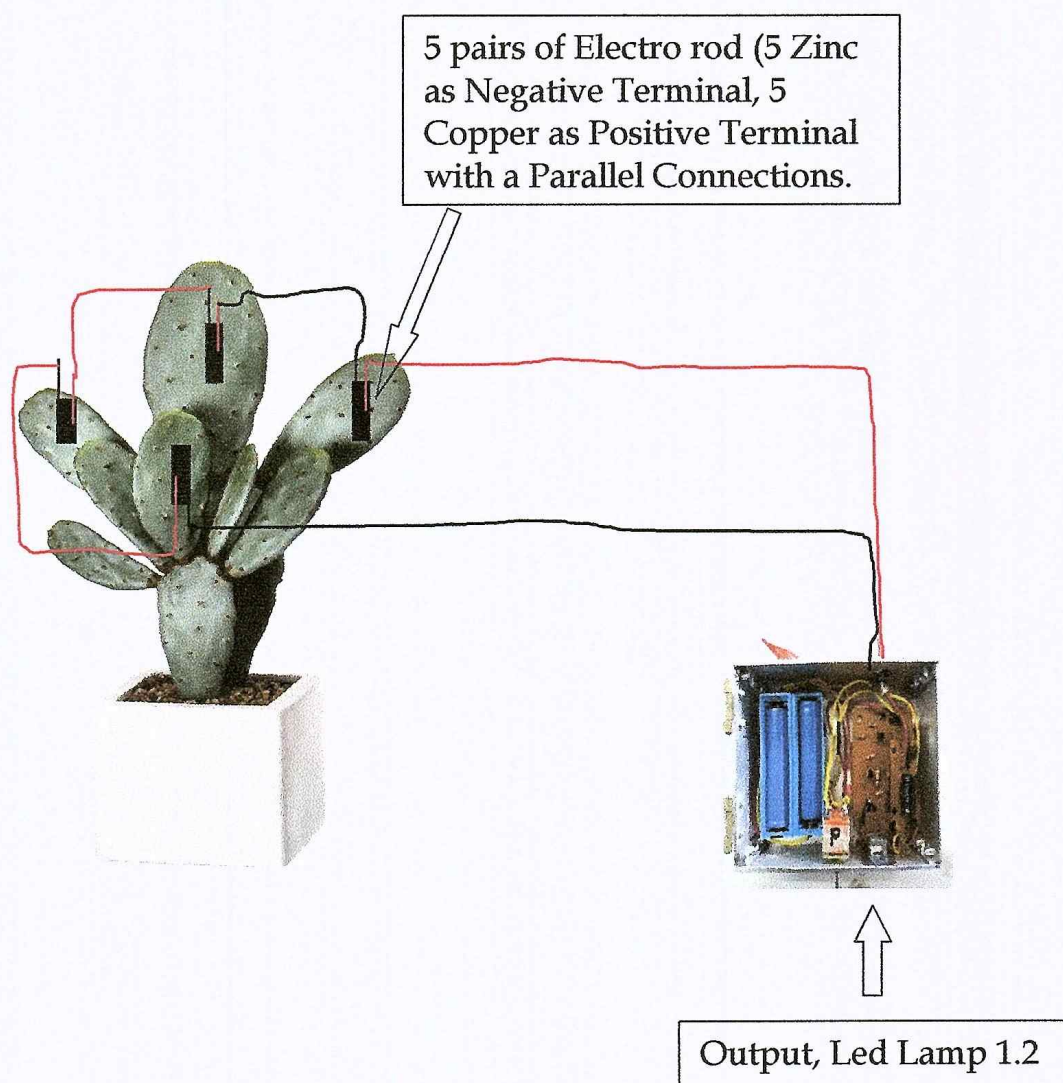 5 pairs of Electro rod (5 Zinc
as Negative Terminal, 5
Copper as Positive Terminal
with a Parallel Connections.
P
Output, Led Lamp 1.2